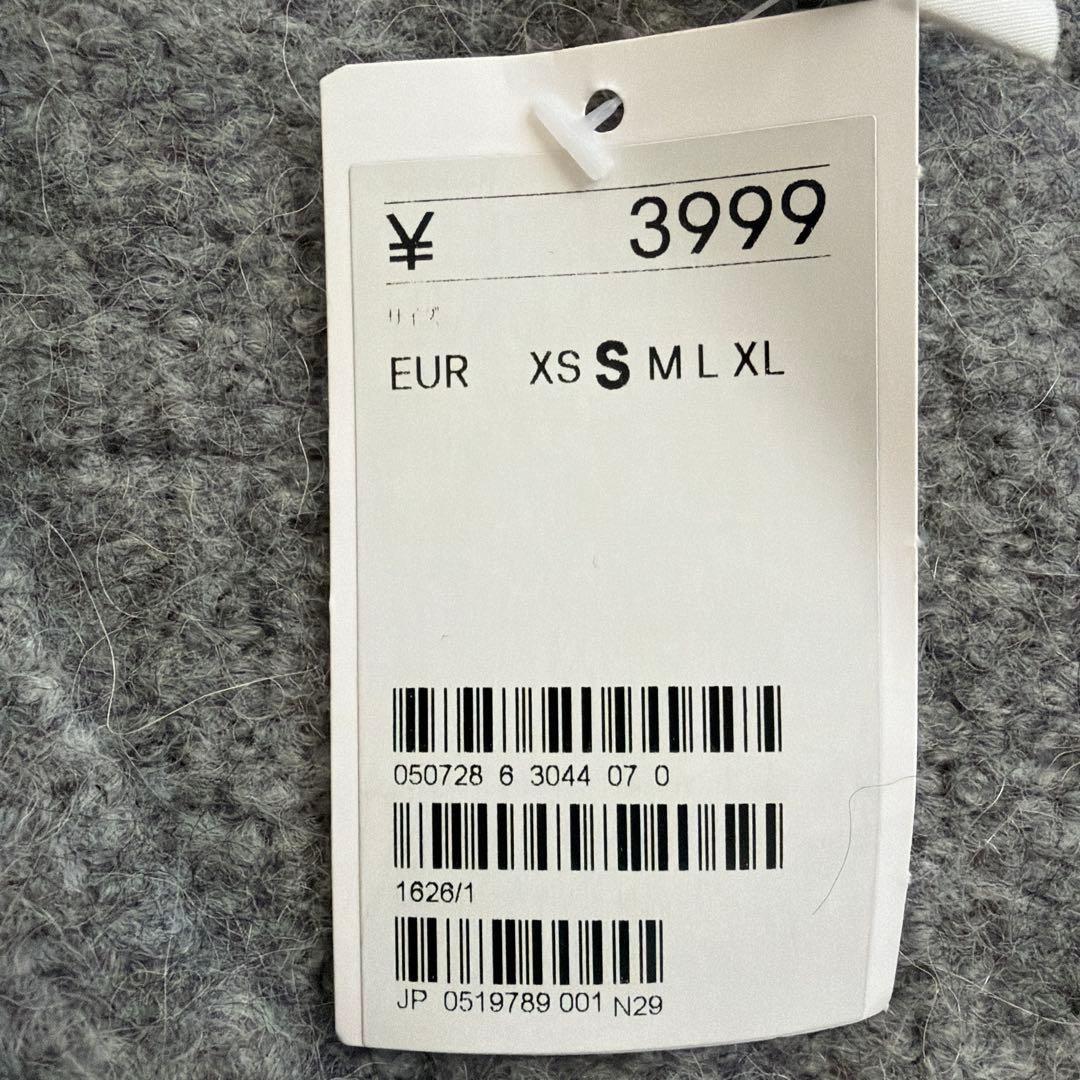 ¥ 3999
サイズ
EUR XS S M L XL
050728 6 3044 07 0
1626/1
JP 0519789 001 N29